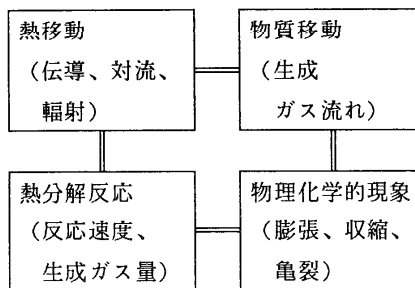 熱移動
(伝導、対流、
輻射)
物質移動
(生成
ガス流れ)
熱分解反応
(反応速度、
生成ガス量)
物理化学的現象
(膨張、収縮、
亀裂)